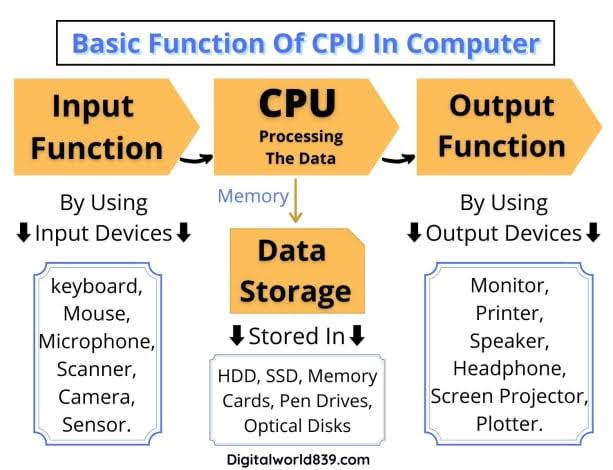 Basic Function Of CPU In Computer
Input
Function
CPU
Processing
The Data
Output
Function
By Using
Input Devices
keyboard,
Mouse,
Microphone,
Scanner,
Camera,
Sensor.
Memory
Data
Storage
Stored In
HDD, SSD, Memory
Cards, Pen Drives,
Optical Disks
By Using
Output Devices
Monitor,
Printer,
Speaker,
Headphone,
Screen Projector,
Plotter.
Digitalworld839.com